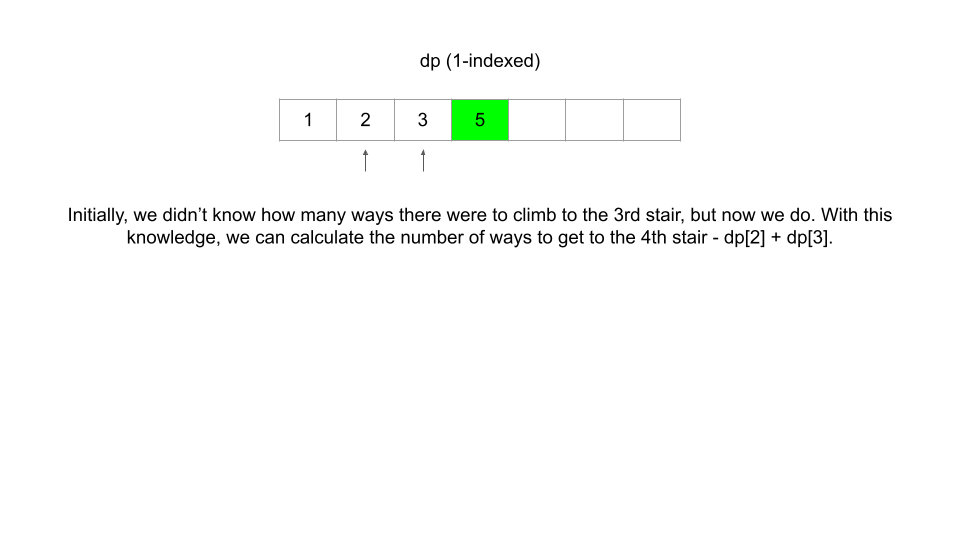 dp (1-indexed)
1 2 3 5
Initially, we didn’t know how many ways there were to climb to the 3rd stair, but now we do. With this
knowledge, we can calculate the number of ways to get to the 4th stair - dp[2] + dp[3].